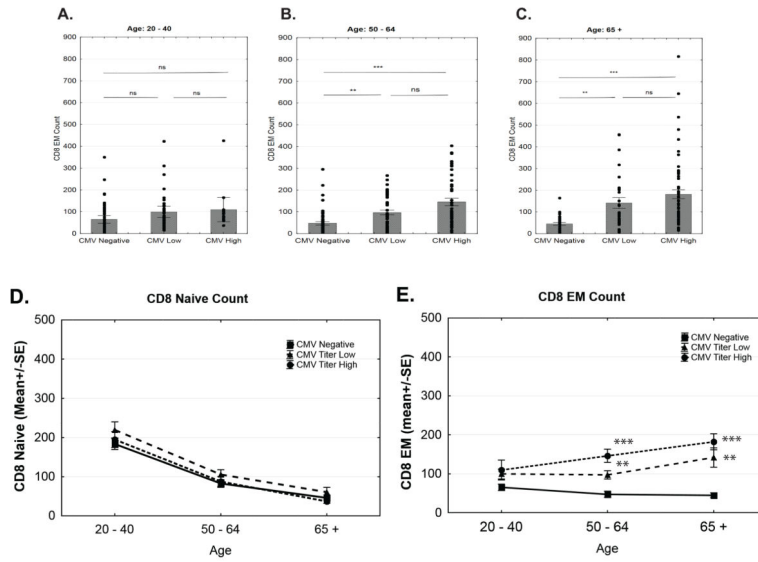 A.
Age: 20 - 40
CD8 EM Count
900
800
700
600
500
400
300
200
100
0
ns
ns
ns
CMV Negative CMV Low CMV High
B.
Age: 50 - 64
CD8 EM Count
900
800
700
600
500
400
300
200
100
0
***
**
ns
CMV Negative CMV Low CMV High
C.
Age: 65 +
CD8 EM Count
900
800
700
600
500
400
300
200
100
0
***
**
ns
CMV Negative CMV Low CMV High
D.
CD8 Naive Count
CD8 Naive (Mean+/-SE)
500
400
300
200
100
0
CMV Negative
CMV Titer Low
CMV Titer High
20 - 40 50 - 64 65 +
Age
E.
CD8 EM Count
CD8 EM (mean+/-SE)
500
400
300
200
100
0
CMV Negative
CMV Titer Low
CMV Titer High
***
**
***
**
20 - 40 50 - 64 65 +
Age